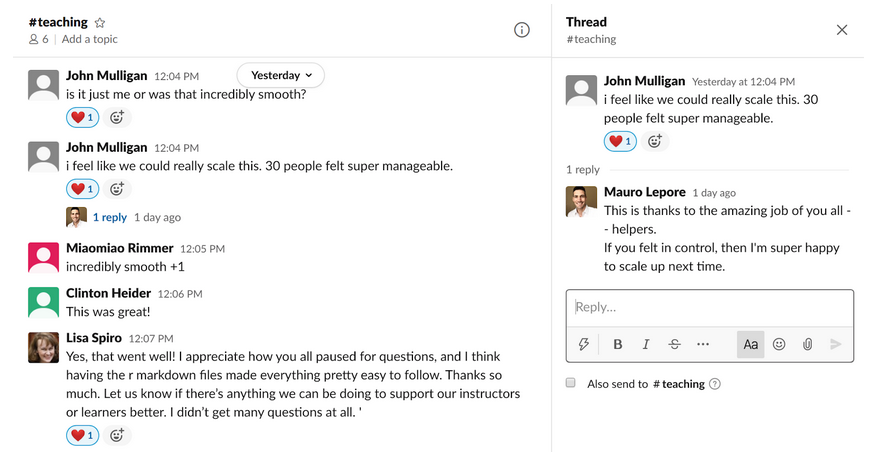 #teaching
6 Add a topic
Yesterday
John Mulligan 12:04 PM
is it just me or was that incredibly smooth?
1
John Mulligan 12:04 PM
i feel like we could really scale this. 30 people felt super manageable.
1
1 reply 1 day ago
Miaomiao Rimmer 12:05 PM
incredibly smooth +1
Clinton Heider 12:06 PM
This was great!
Lisa Spiro 12:07 PM
Yes, that went well! I appreciate how you all paused for questions, and I think
having the r markdown files made everything pretty easy to follow. Thanks so
much. Let us know if there's anything we can be doing to support our instructors
or learners better. I didn't get many questions at all. '
1
Thread
#teaching
John Mulligan Yesterday at 12:04 PM
i feel like we could really scale this. 30
people felt super manageable.
1
1 reply
Mauro Lepore 1 day ago
This is thanks to the amazing job of you all -
- helpers.
If you felt in control, then I'm super happy
to scale up next time.
Reply...
B I S ... Aa
Also send to # teaching ?